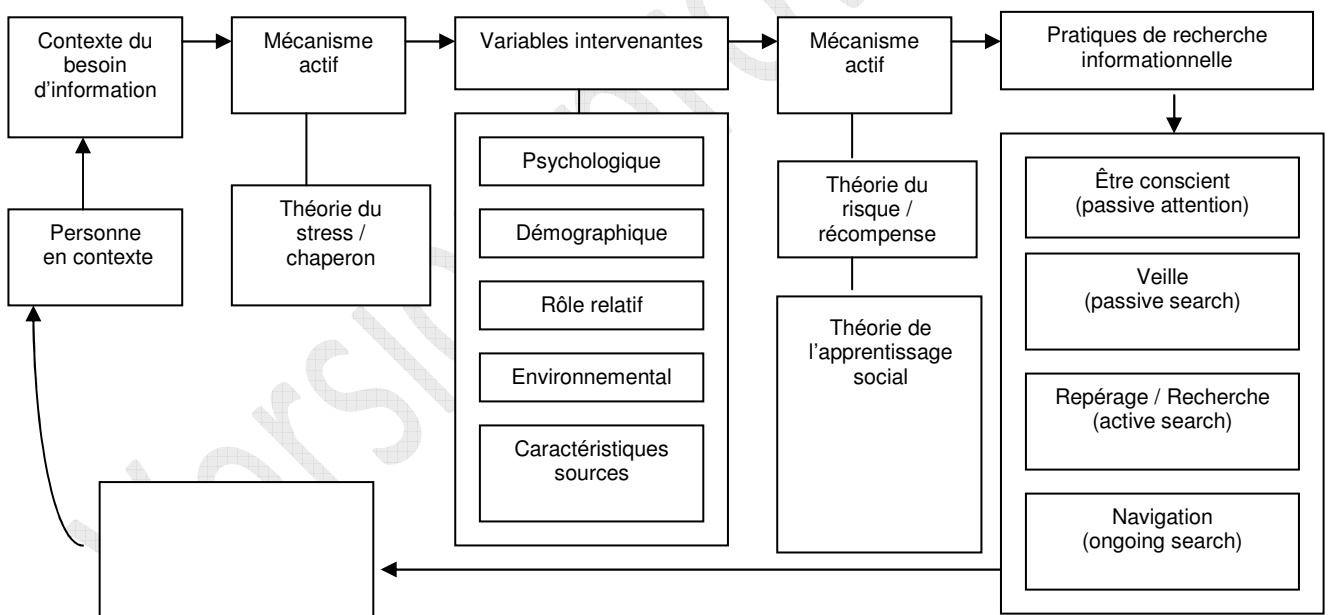 Contexte du
besoin
d'information
Mécanisme
actif
Variables intervenantes
Mécanisme
actif
Pratiques de recherche
informationnelle
Personne
en contexte
Théorie du
stress /
chaperon
Psychologique
Démographique
Rôle relatif
Environnemental
Caractéristiques
sources
Théorie du
risque /
récompense
Théorie de
l'apprentissage
social
Être conscient
(passive attention)
Veille
(passive search)
Repérage / Recherche
(active search)
Navigation
(ongoing search)